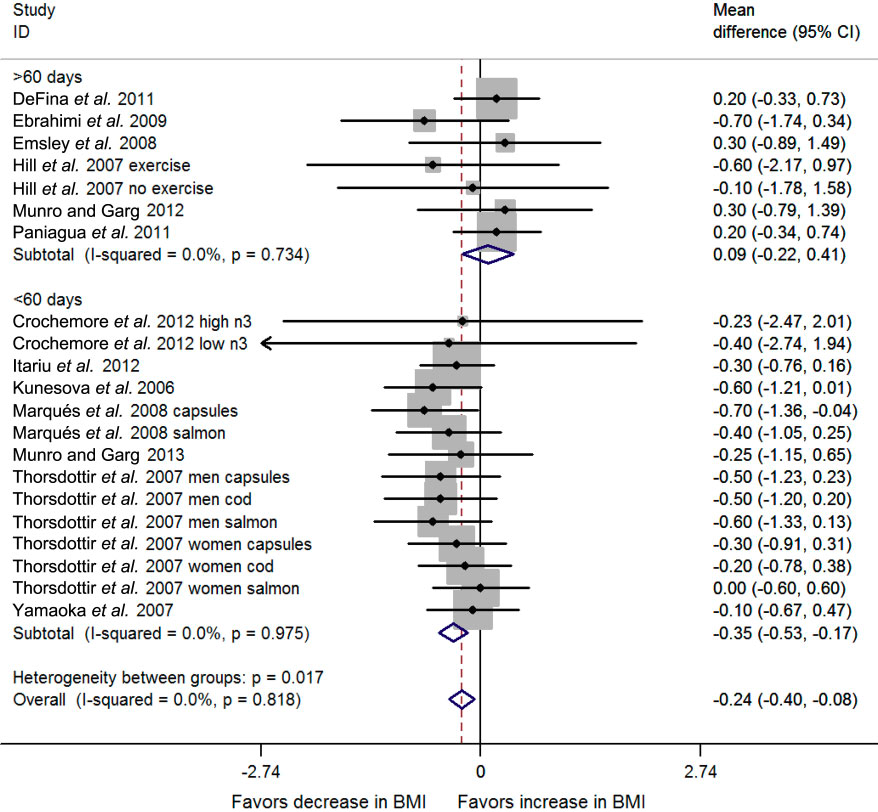 Study Mean
ID difference (95% CI)
>60 days
DeFina et al. 2011 0.20 (-0.33, 0.73)
Ebrahimi et al. 2009 -0.70 (-1.74, 0.34)
Emsley et al. 2008 0.30 (-0.89, 1.49)
Hill et al. 2007 exercise -0.60 (-2.17, 0.97)
Hill et al. 2007 no exercise -0.10 (-1.78, 1.58)
Munro and Garg 2012 0.30 (-0.79, 1.39)
Paniagua et al. 2011 0.20 (-0.34, 0.74)
Subtotal (I-squared = 0.0%, p = 0.734) 0.09 (-0.22, 0.41)
<60 days
Crochemore et al. 2012 high n3 -0.23 (-2.47, 2.01)
Crochemore et al. 2012 low n3 -0.40 (-2.74, 1.94)
Itariu et al. 2012 -0.30 (-0.76, 0.16)
Kunesova et al. 2006 -0.60 (-1.21, 0.01)
Marqués et al. 2008 capsules -0.70 (-1.36, -0.04)
Marqués et al. 2008 salmon -0.40 (-1.05, 0.25)
Munro and Garg 2013 -0.25 (-1.15, 0.65)
Thorsdottir et al. 2007 men capsules -0.50 (-1.23, 0.23)
Thorsdottir et al. 2007 men cod -0.50 (-1.20, 0.20)
Thorsdottir et al. 2007 men salmon -0.60 (-1.33, 0.13)
Thorsdottir et al. 2007 women capsules -0.30 (-0.91, 0.31)
Thorsdottir et al. 2007 women cod -0.20 (-0.78, 0.38)
Thorsdottir et al. 2007 women salmon 0.00 (-0.60, 0.60)
Yamaoka et al. 2007 -0.10 (-0.67, 0.47)
Subtotal (I-squared = 0.0%, p = 0.975) -0.35 (-0.53, -0.17)
Heterogeneity between groups: p = 0.017
Overall (I-squared = 0.0%, p = 0.818) -0.24 (-0.40, -0.08)
-2.74 0 2.74
Favors decrease in BMI Favors increase in BMI